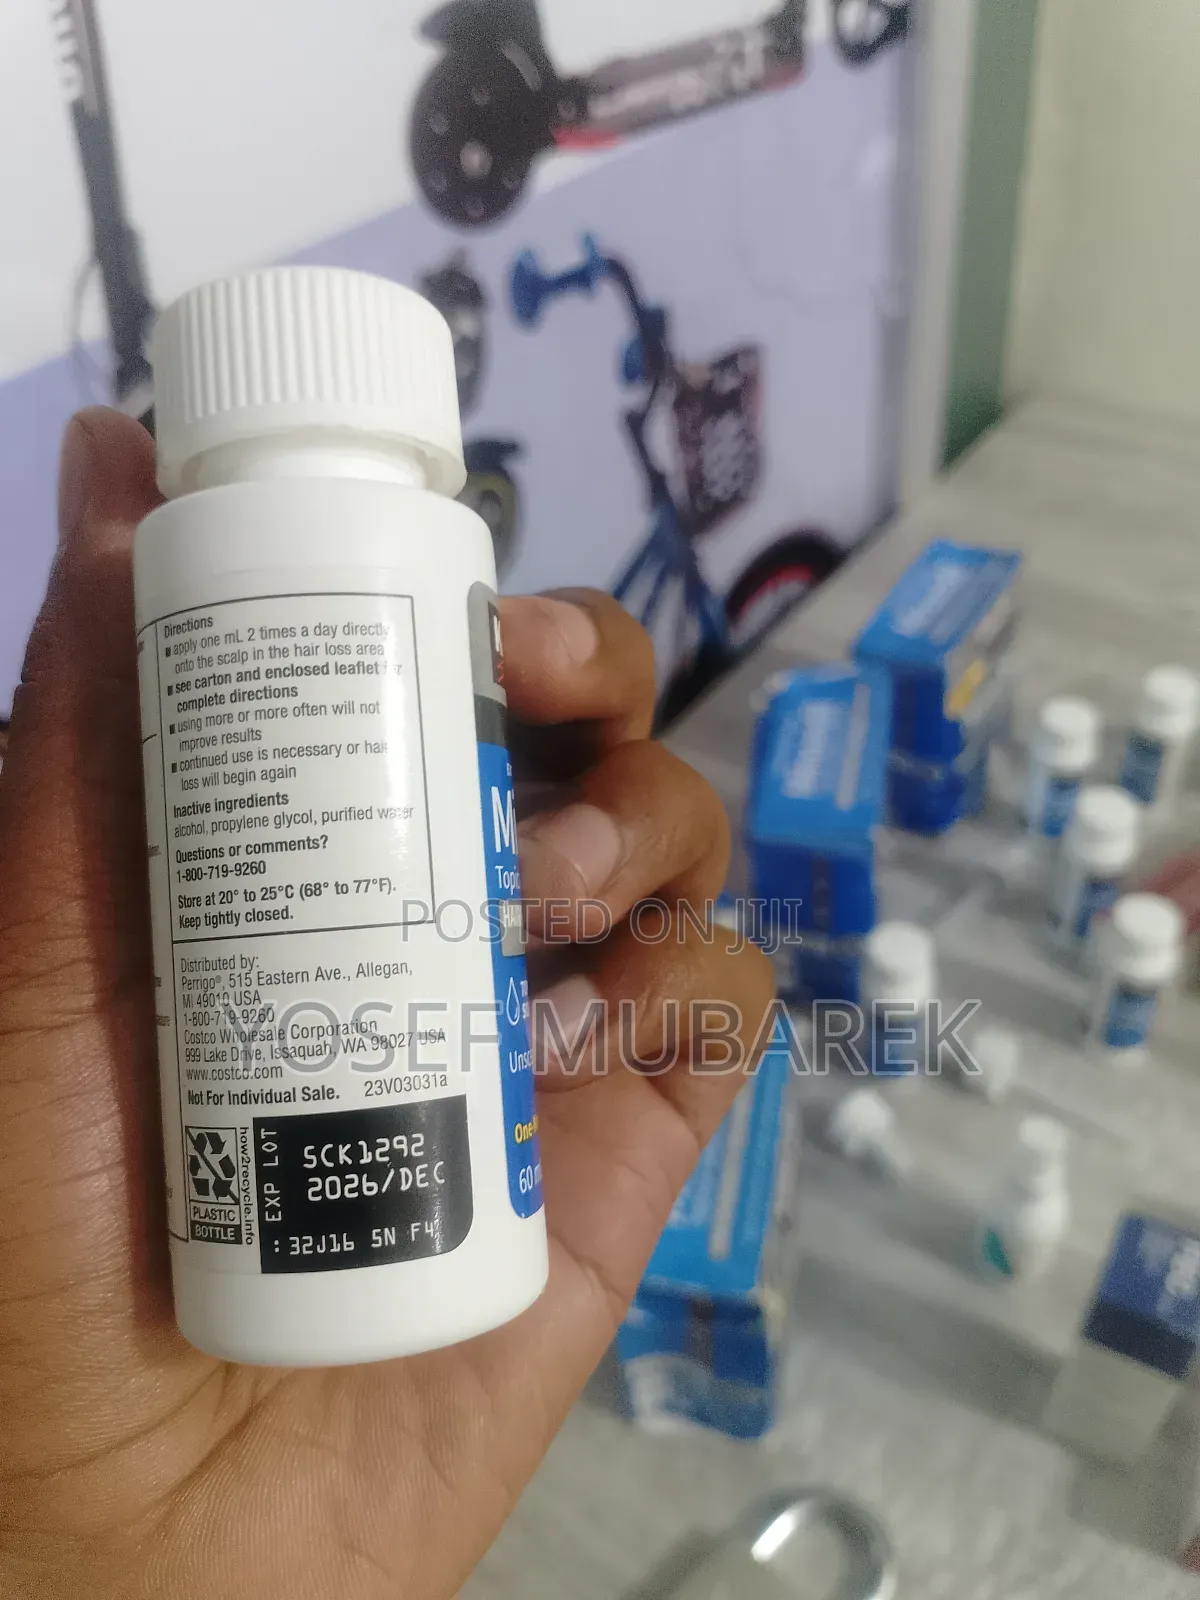 Directions
■ apply one mL 2 times a day directly
onto the scalp in the hair loss area
■ see carton and enclosed leaflet for
complete directions
■ using more or more often will not
improve results
■ continued use is necessary or hair
loss will begin again
Inactive ingredients
alcohol, propylene glycol, purified water
Questions or comments?
1-800-719-9260
Store at 20° to 25°C (68° to 77°F).
Keep tightly closed.
Distributed by:
Perrigo®, 515 Eastern Ave., Allegan,
MI 49010 USA
1-800-719-9260
Costco Wholesale Corporation
999 Lake Drive, Issaquah, WA 98027 USA
www.costco.com
Not For Individual Sale. 23V03031a
how2recycle.info
PLASTIC
BOTTLE
EXP LOT
5CK1292
2026/DEC
: 32J16 5N F4
60
POSTED ON JIJI
YOSEF MUBAREK